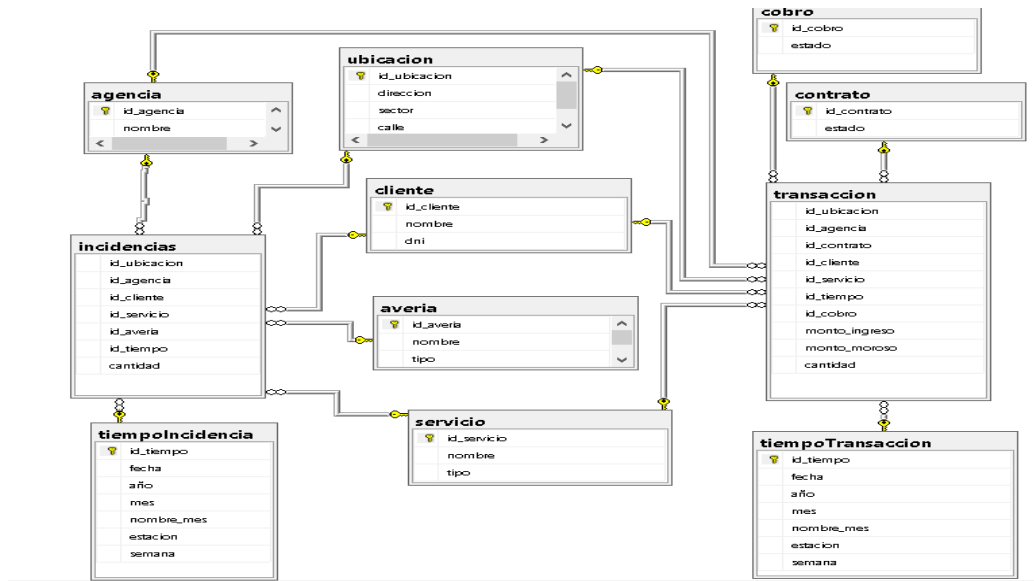 cobro
id_cobro
estado
ubicacion
id_ubicacion
direccion
sector
calle
agencia
id_agencia
nombre
contrato
id_contrato
estado
cliente
id_cliente
nombre
dni
transaccion
id_ubicacion
id_agencia
id_contrato
id_cliente
id_servicio
id_tiempo
id_cobro
monto_ingreso
monto_moroso
cantidad
incidencias
id_ubicacion
id_agencia
id_cliente
id_servicio
id_averia
id_tiempo
cantidad
averia
id_averia
nombre
tipo
servicio
id_servicio
nombre
tipo
tiempoIncidencia
id_tiempo
fecha
año
mes
nombre_mes
estacion
semana
tiempoTransaccion
id_tiempo
fecha
año
mes
nombre_mes
estacion
semana